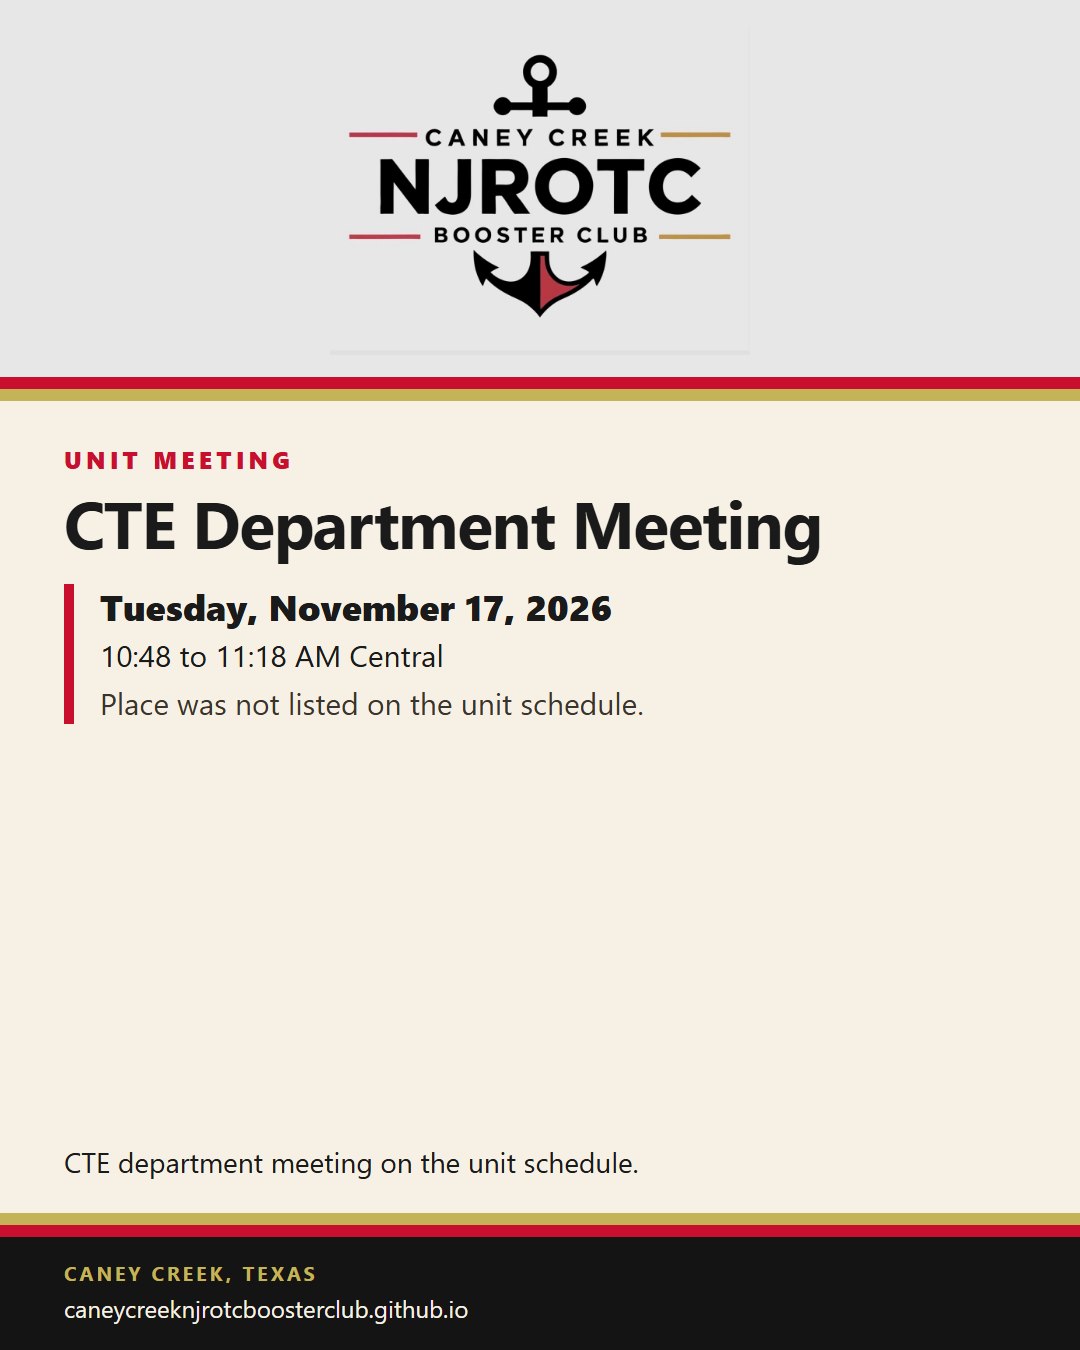 CANEY CREEK
NJROTC
BOOSTER CLUB
UNIT MEETING
CTE Department Meeting
Tuesday, November 17, 2026
10:48 to 11:18 AM Central
Place was not listed on the unit schedule.
CTE department meeting on the unit schedule.
CANEY CREEK, TEXAS
caneycreeknjrotcboosterclub.github.io